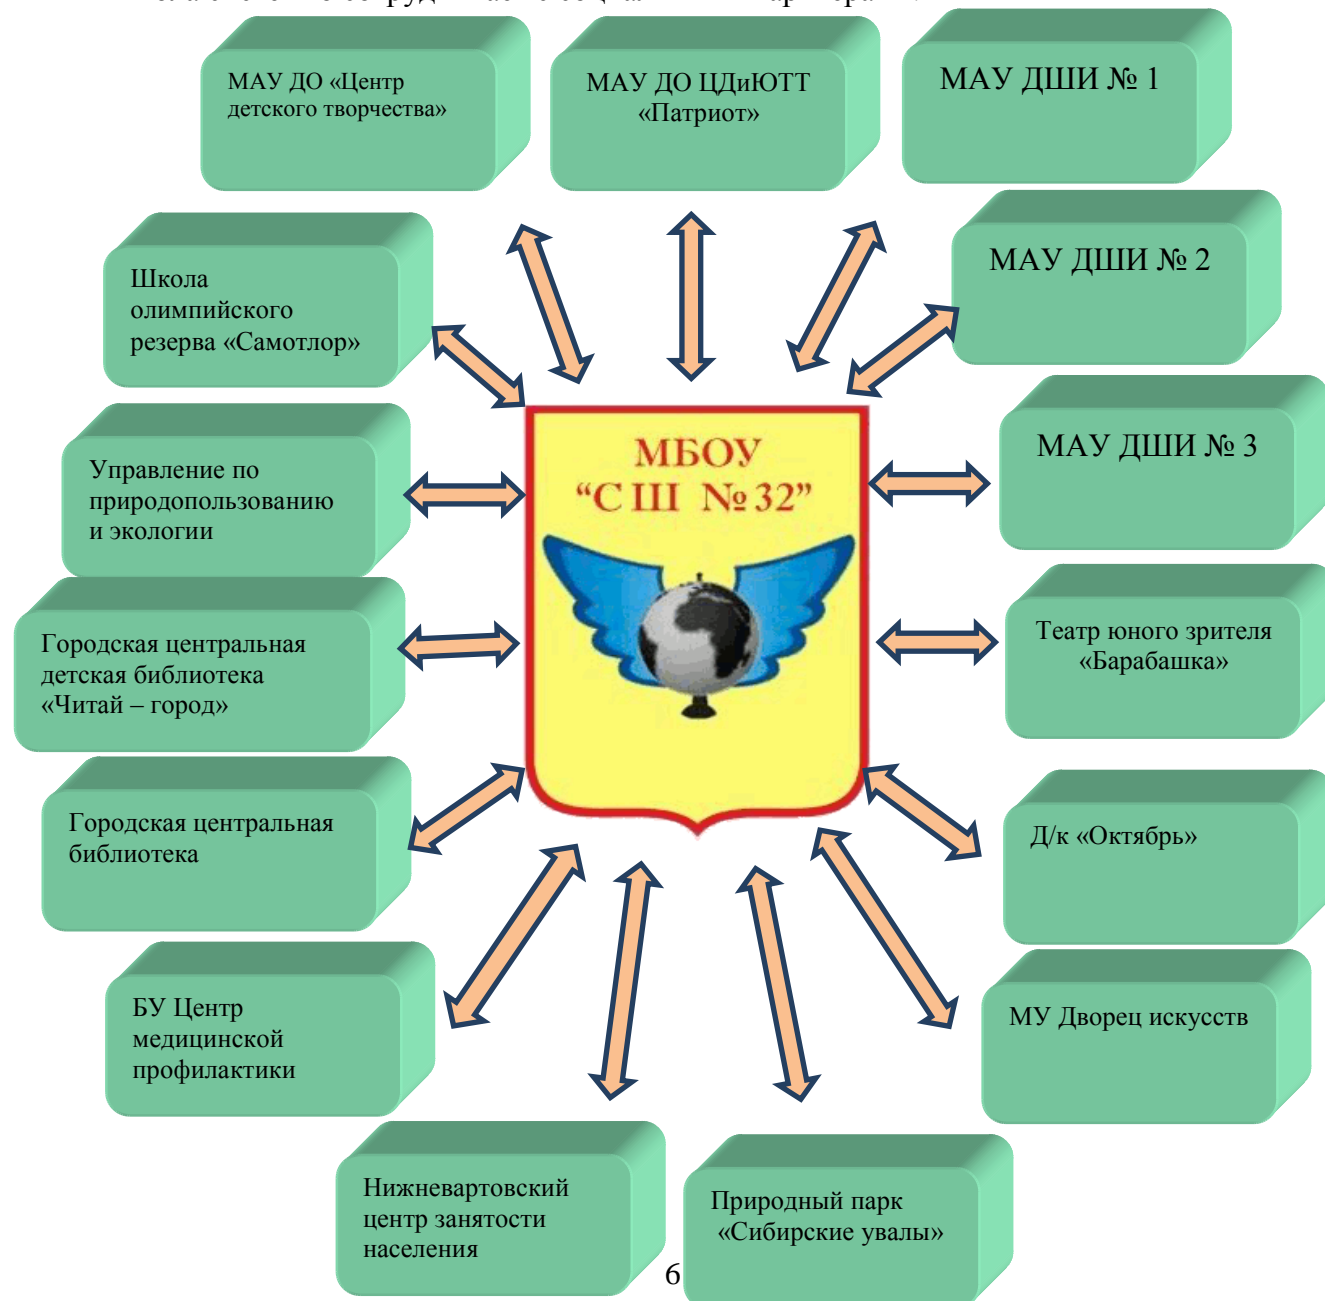 МАУ ДО «Центр
детского творчества»
МАУ ДО ЦДиЮТТ
«Патриот»
МАУ ДШИ № 1
МАУ ДШИ № 2
Школа
олимпийского
резерва «Самотлор»
МБОУ
"СШ № 32"
МАУ ДШИ № 3
Управление по
природопользованию
и экологии
Театр юного зрителя
«Барабашка»
Городская центральная
детская библиотека
«Читай – город»
Городская центральная
библиотека
Д/к «Октябрь»
БУ Центр
медицинской
профилактики
МУ Дворец искусств
Нижневартовский
центр занятости
населения
Природный парк
«Сибирские увалы»
6